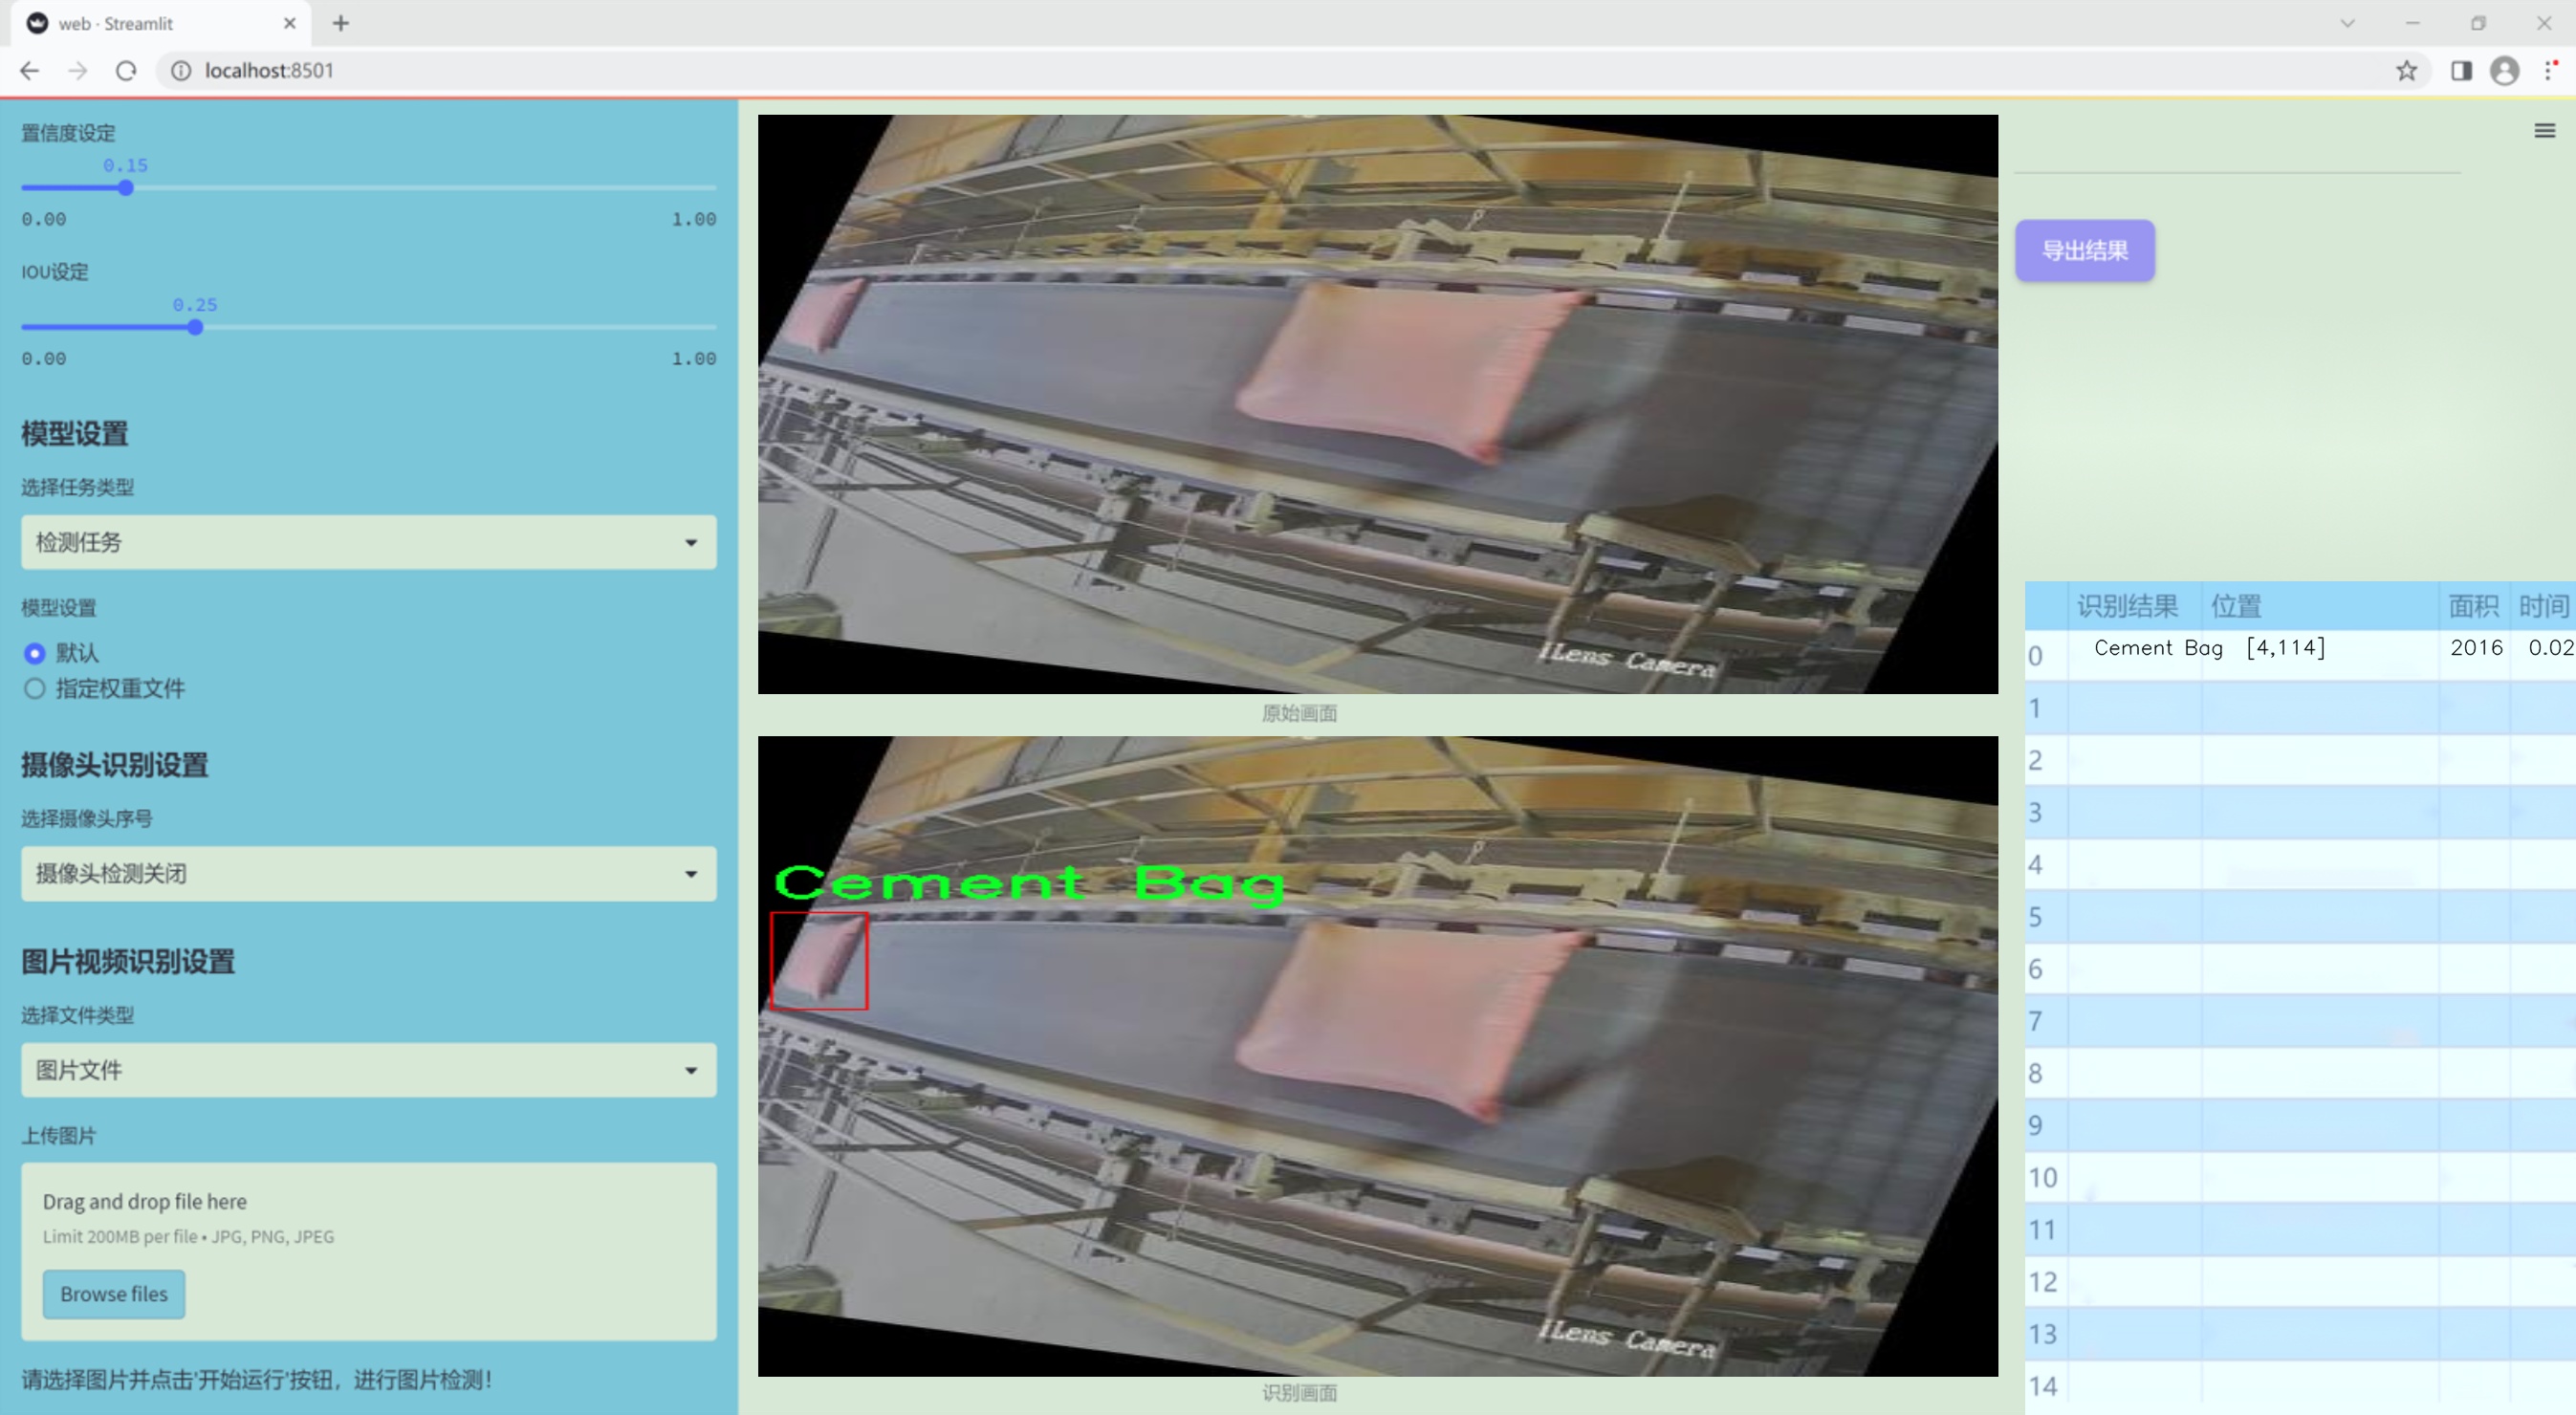 web · Streamlit
localhost:8501
置信度设定
0.15
0.00 1.00
IOU设定
0.25
0.00 1.00
模型设置
选择任务类型
检测任务
模型设置
默认
指定权重文件
摄像头识别设置
选择摄像头序号
摄像头检测关闭
图片视频识别设置
选择文件类型
图片文件
上传图片
Drag and drop file here
Limit 200MB per file • JPG, PNG, JPEG
Browse files
请选择图片并点击'开始运行'按钮，进行图片检测！
iLens Camera
原始画面
Cement Bag
iLens Camera
识别画面
导出结果
识别结果 位置 面积 时间
0 Cement Bag [4,114] 2016 0.02
1
2
3
4
5
6
7
8
9
10
11
12
13
14